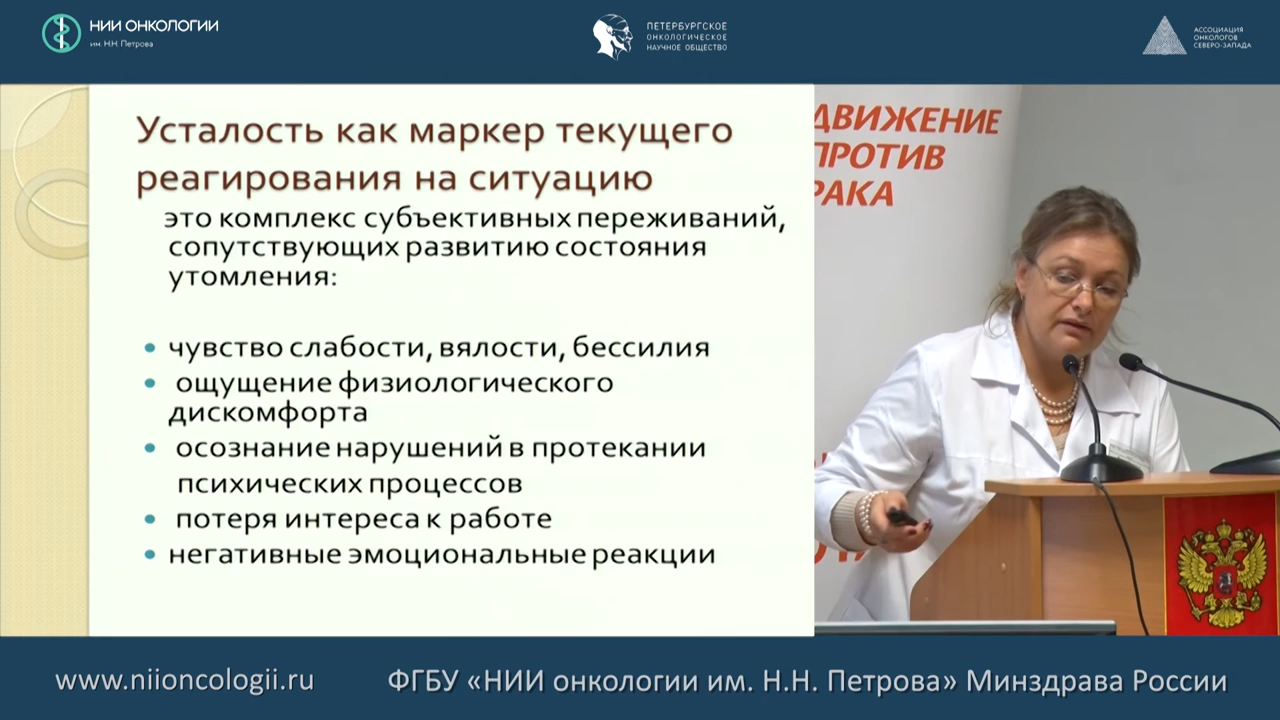 НИИ ОНКОЛОГИИ
им. Н.Н. Петрова
ПЕТЕРБУРГСКОЕ
ОНКОЛОГИЧЕСКОЕ
НАУЧНОЕ ОБЩЕСТВО
АССОЦИАЦИЯ
ОНКОЛОГОВ
СЕВЕРО-ЗАПАДА
Усталость как маркер текущего
реагирования на ситуацию
это комплекс субъективных переживаний,
сопутствующих развитию состояния
утомления:
• чувство слабости, вялости, бессилия
• ощущение физиологического
дискомфорта
• осознание нарушений в протекании
психических процессов
• потеря интереса к работе
• негативные эмоциональные реакции
ДВИЖЕНИЕ
ПРОТИВ
РАКА
www.niioncologii.ru
ФГБУ «НИИ онкологии им. Н.Н. Петрова» Минздрава России